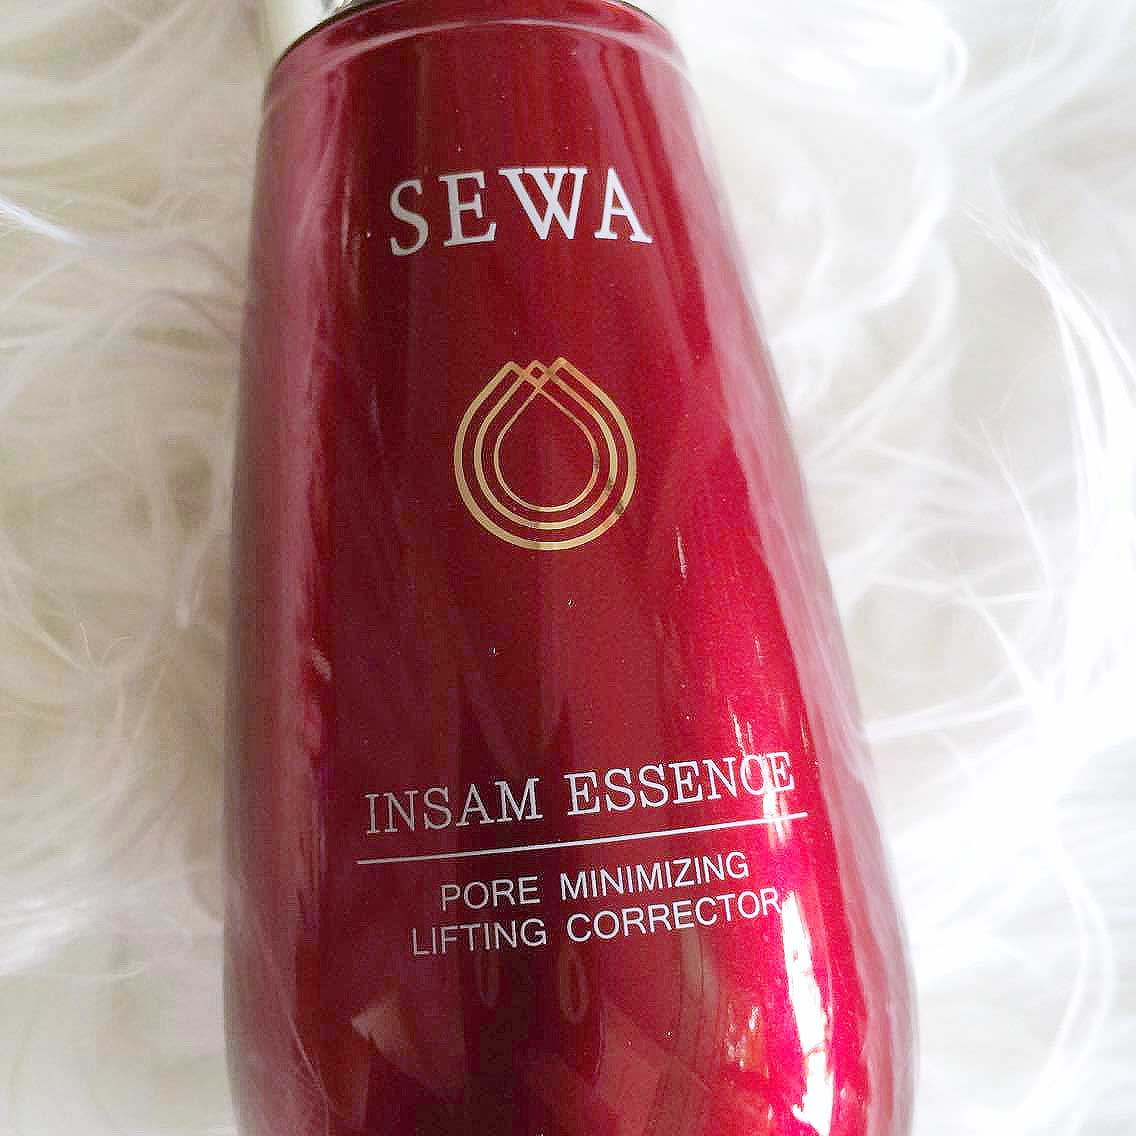 SEWA
INSAM ESSENCE
PORE MINIMIZING
LIFTING CORRECTOR